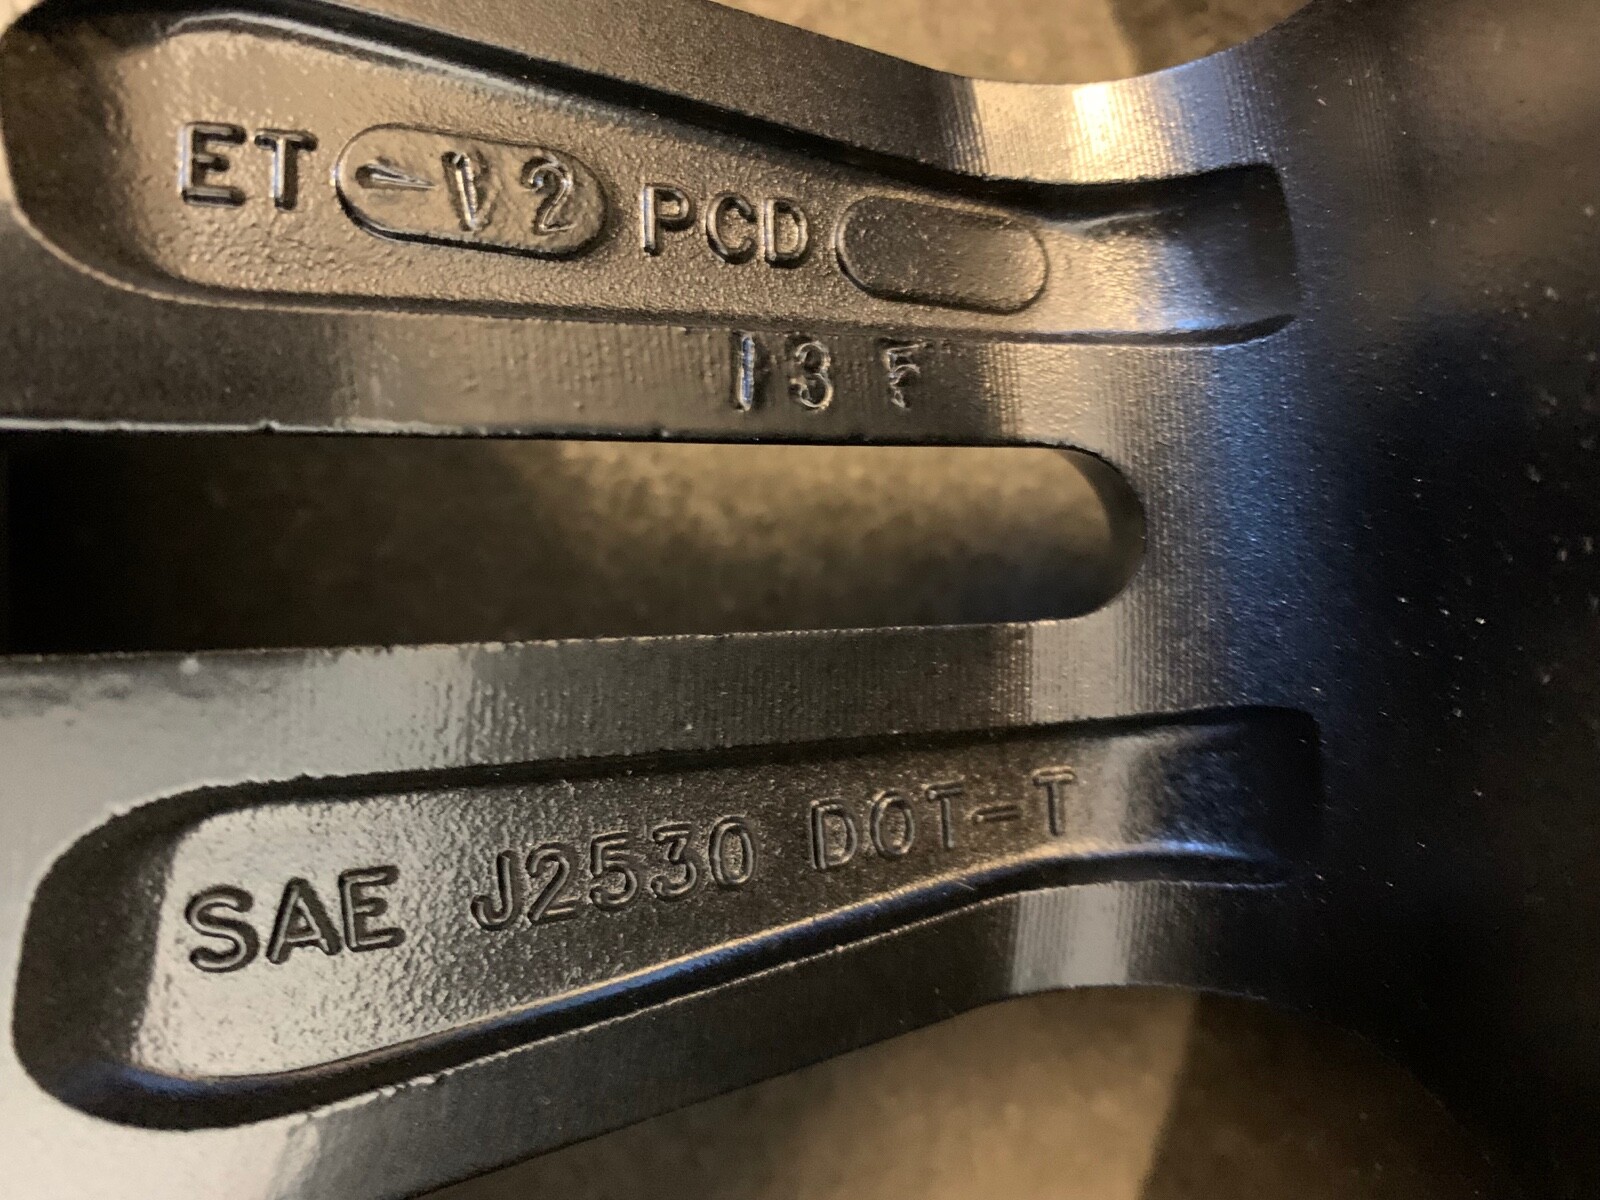 ET -12 PCD
13 F
SAE J2530 DOT-T